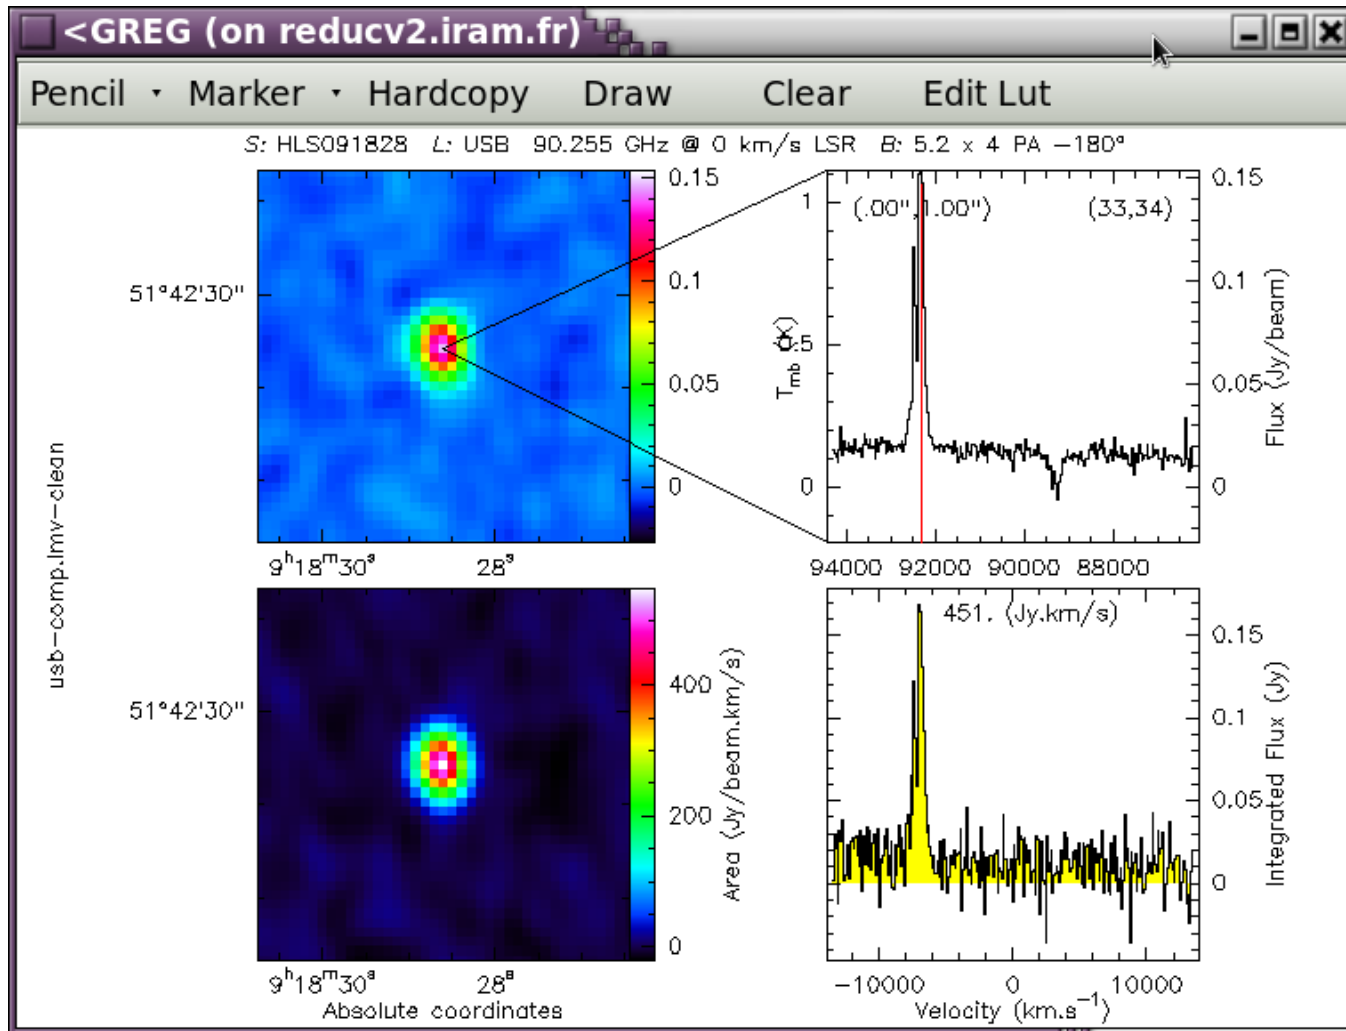 <GREG (on reducv2.iram.fr)
Pencil Marker Hardcopy Draw Clear Edit Lut
S: HLS091828 L: USB 90.255 GHz @ 0 km/s LSR B: 5.2 x 4 PA −180°
usb-comp.lmv-clean
51°42'30"
9h18m30s 28s
0.15
0.1
0.05
0
(.00",1.00") (33,34)
Tmb (K)
1
0.5
0
94000 92000 90000 88000
0.15
0.1
0.05
0
Flux (Jy/beam)
51°42'30"
9h18m30s 28s
Absolute coordinates
400
200
0
Area (Jy/beam.km/s)
451. (Jy.km/s)
−10000 0 10000
Velocity (km.s−1)
0.15
0.1
0.05
0
Integrated Flux (Jy)